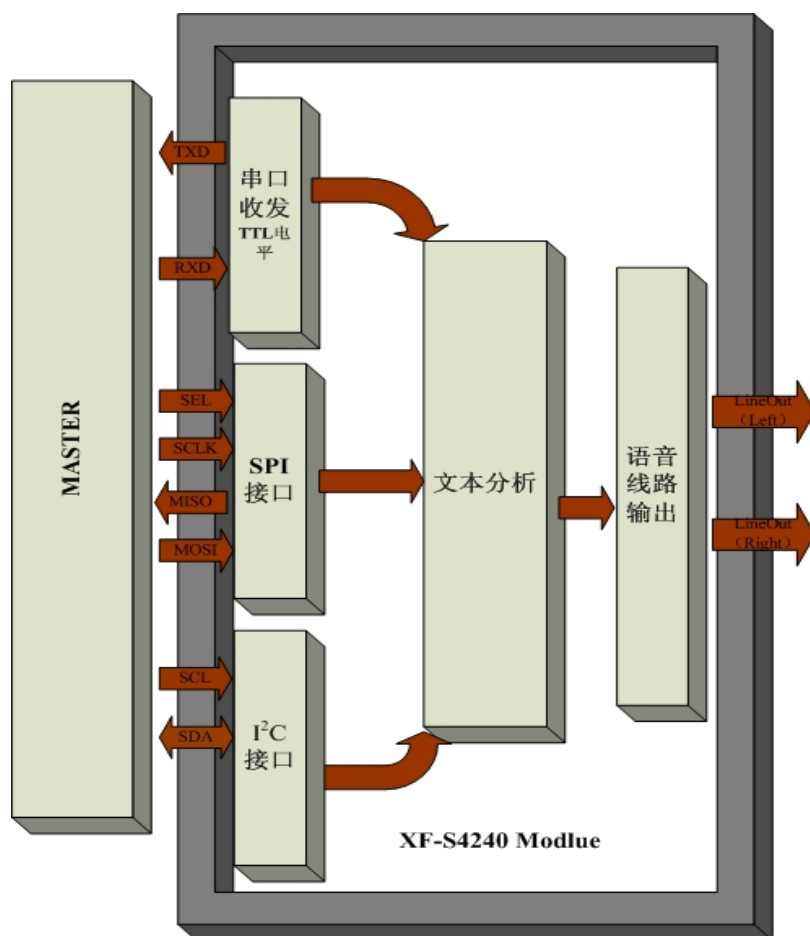 MASTER
TXD
RXD
SEL
SCLK
MISO
MOSI
SCL
SDA
串口
收发
TTL电
平
SPI
接口
I²C
接口
文本分析
语音
线路
输出
LineOut
(Left)
LineOut
(Right)
XF-S4240 Modlue